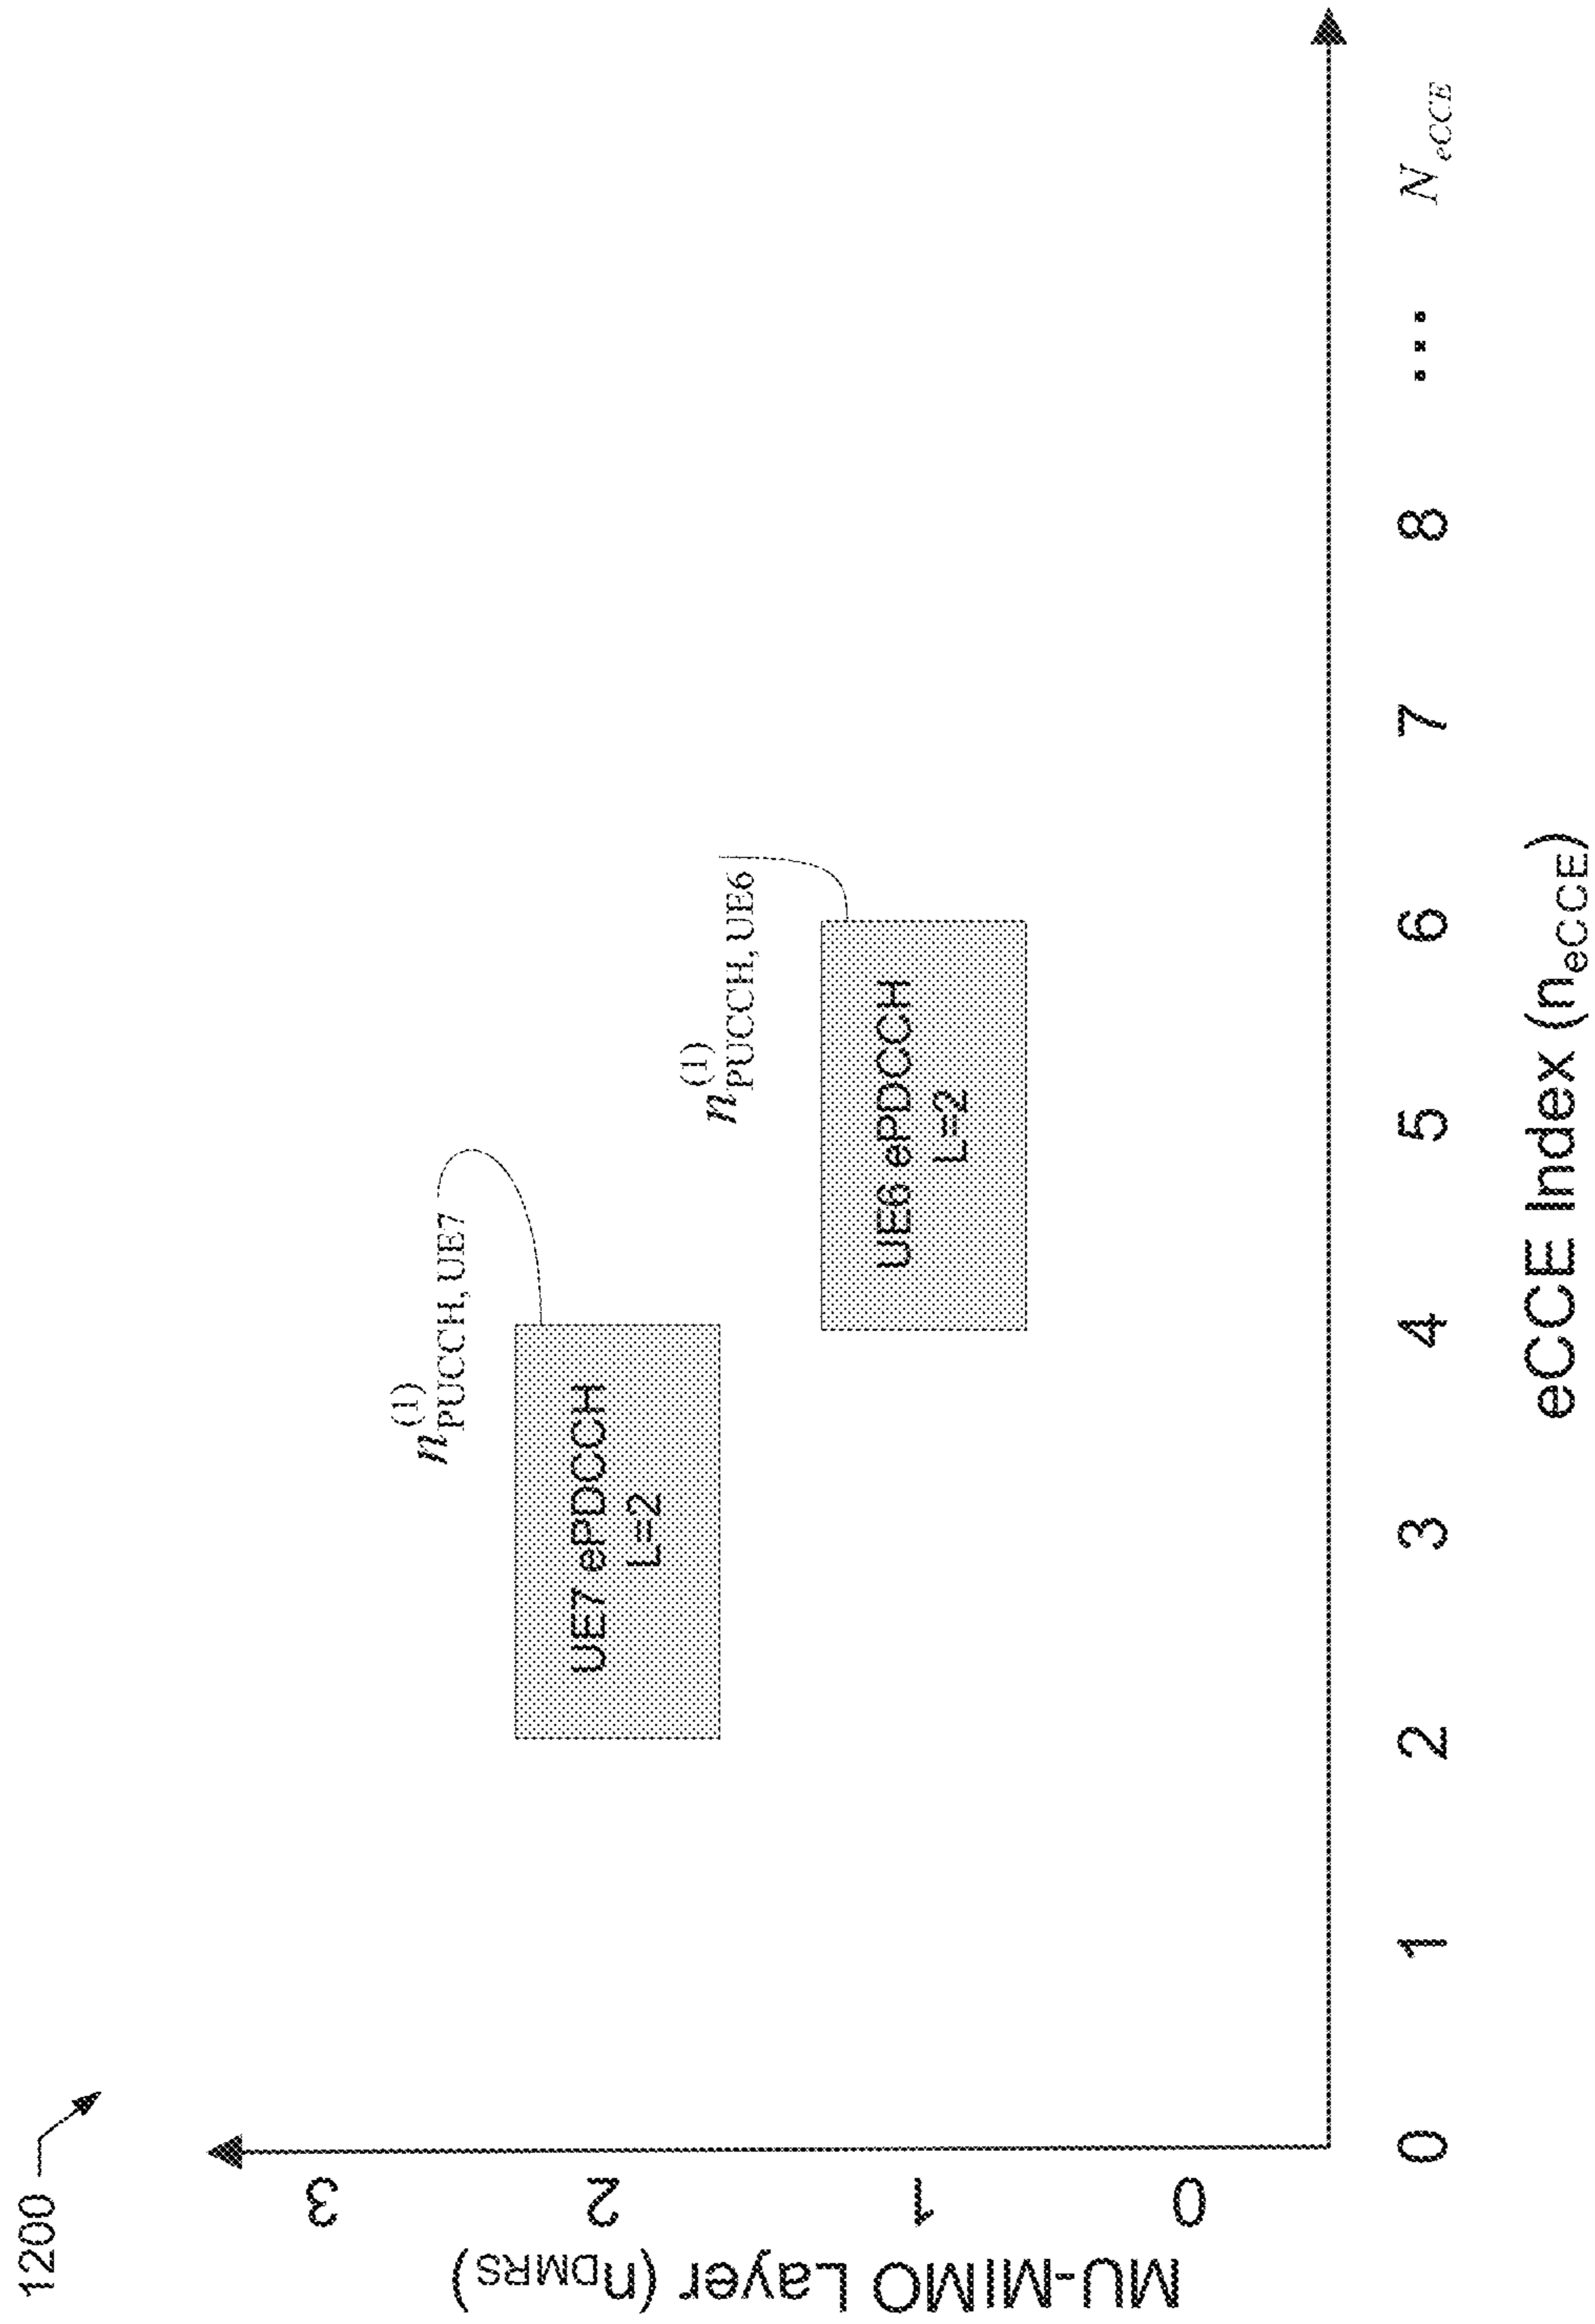 1200
MU-MIMO Layer (nDMRS)
3
2
1
0
n(1)PUCCH, UE7
UE7 ePDCCH
L=2
n(1)PUCCH, UE6
UE6 ePDCCH
L=2
0 1 2 3 4 5 6 7 8 ... NeCCE
eCCE Index (neCCE)